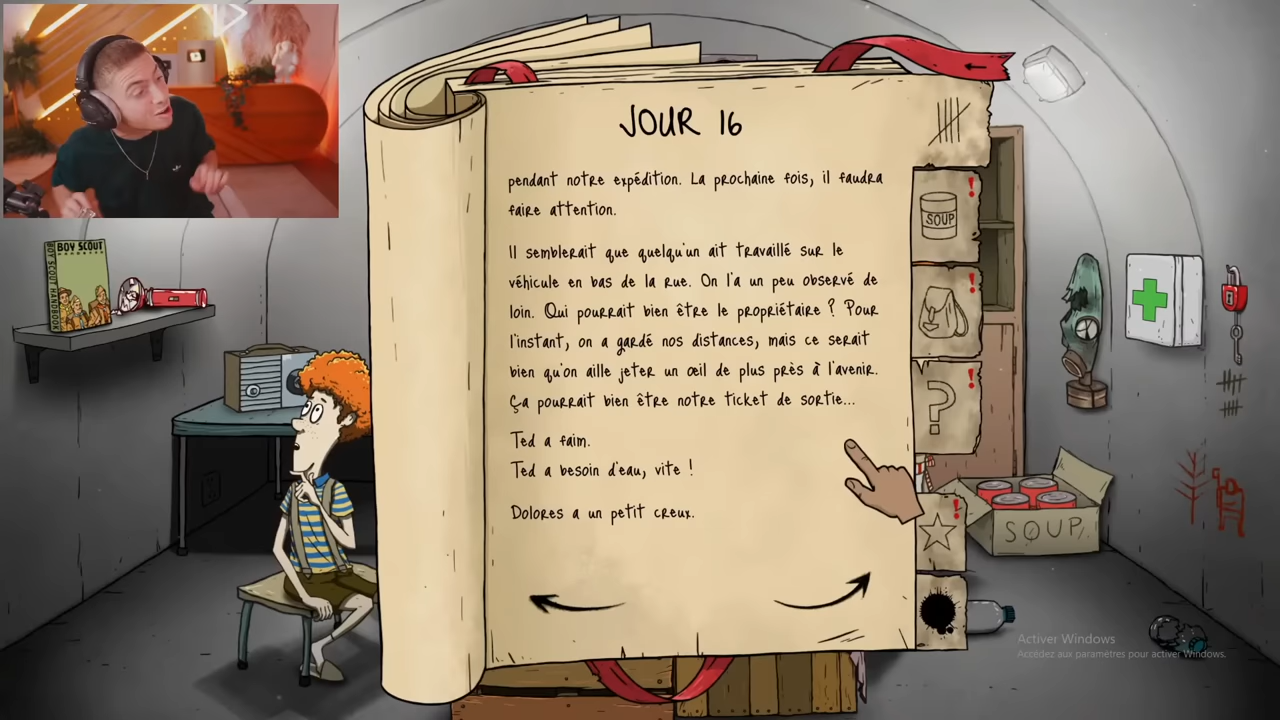 JOUR 16
pendant notre expédition. La prochaine fois, il faudra
faire attention.
Il semblerait que quelqu'un ait travaillé sur le
véhicule en bas de la rue. On l'a un peu observé de
loin. Qui pourrait bien être le propriétaire ? Pour
l'instant, on a gardé nos distances, mais ce serait
bien qu'on aille jeter un œil de plus près à l'avenir.
Ça pourrait bien être notre ticket de sortie...
Ted a faim.
Ted a besoin d'eau, vite !
Dolores a un petit creux.
SOUP
!
!
?
!
!
BOY SCOUT
BOY SCOUT HANDBOOK
SOUP
Activer Windows
Accédez aux paramètres pour activer Windows.